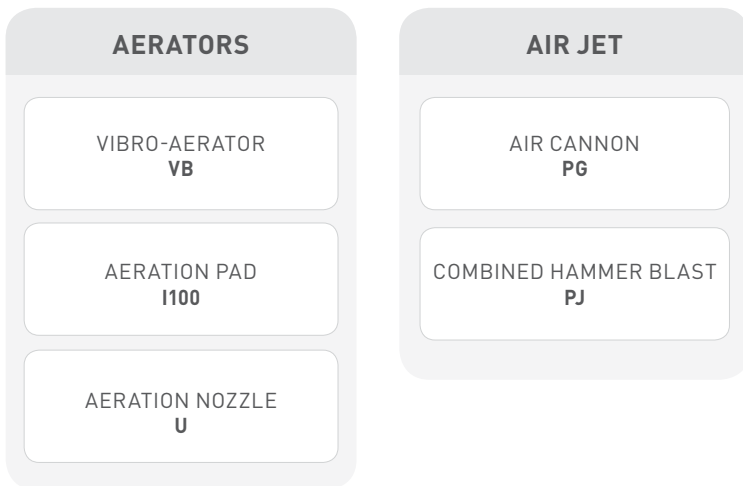 AERATORS
VIBRO-AERATOR
VB
AERATION PAD
I100
AERATION NOZZLE
U
AIR JET
AIR CANNON
PG
COMBINED HAMMER BLAST
PJ